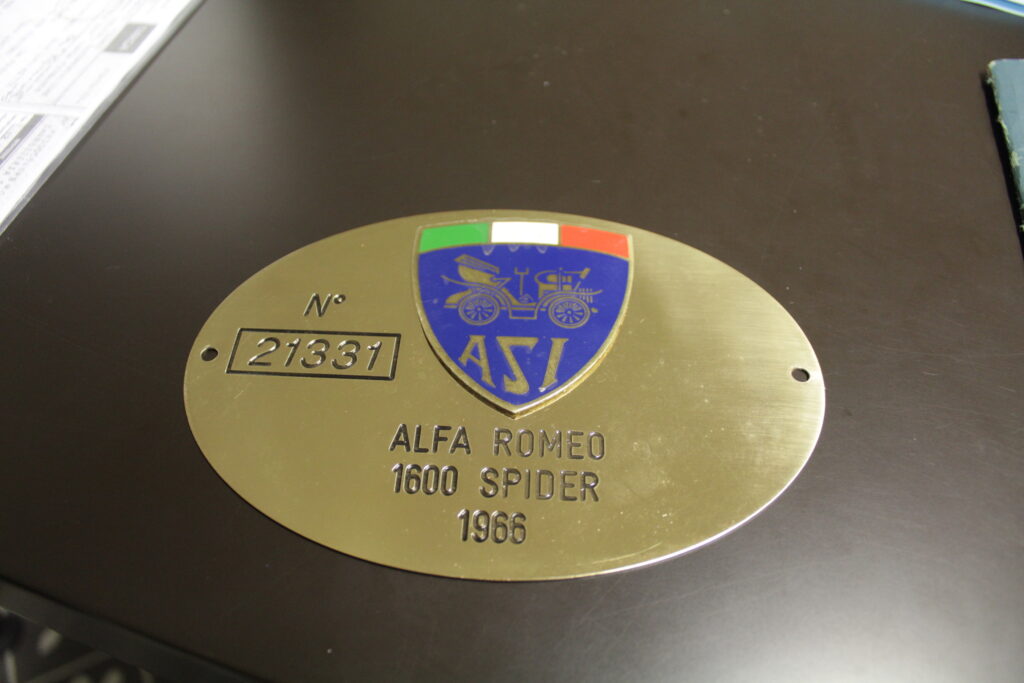 N°
21331
ASI
ALFA ROMEO
1600 SPIDER
1966